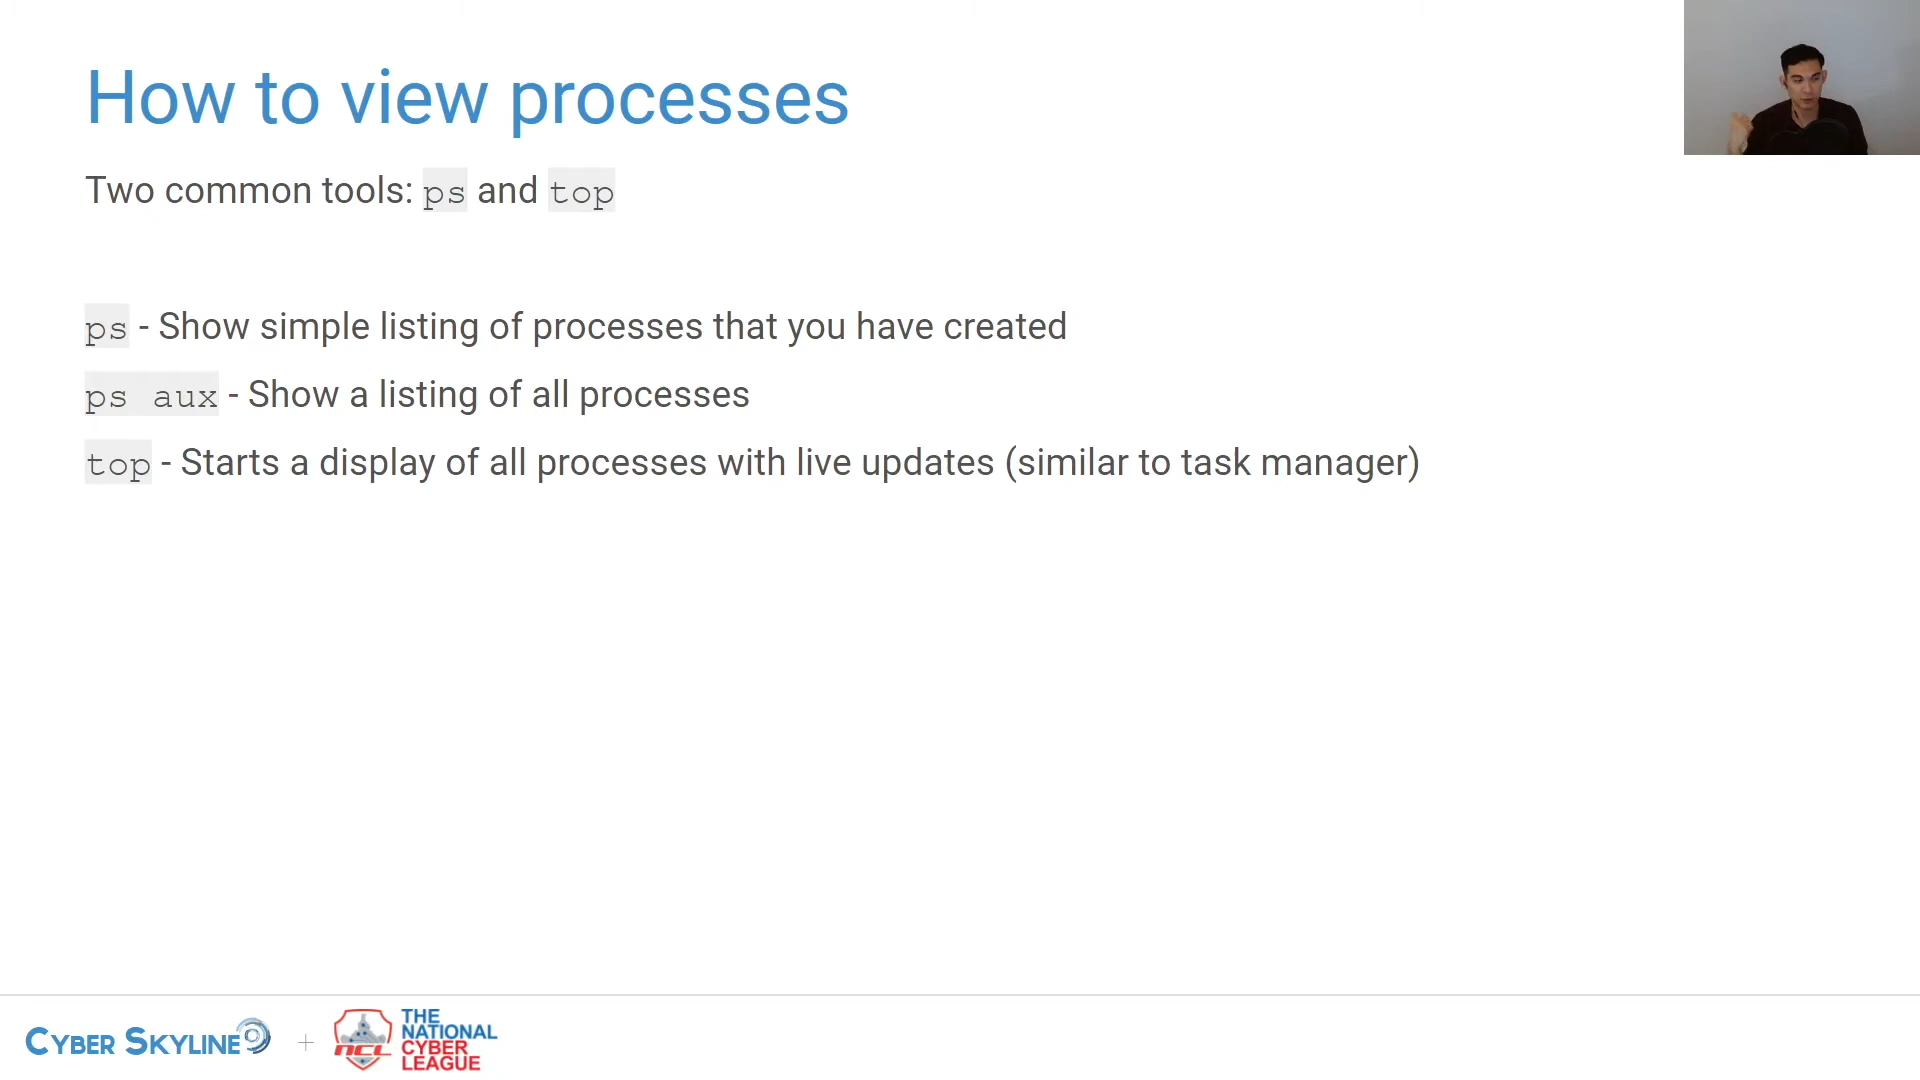 How to view processes
Two common tools: ps and top
ps - Show simple listing of processes that you have created
ps aux - Show a listing of all processes
top - Starts a display of all processes with live updates (similar to task manager)
CYBER SKYLINE + NCL THE NATIONAL CYBER LEAGUE